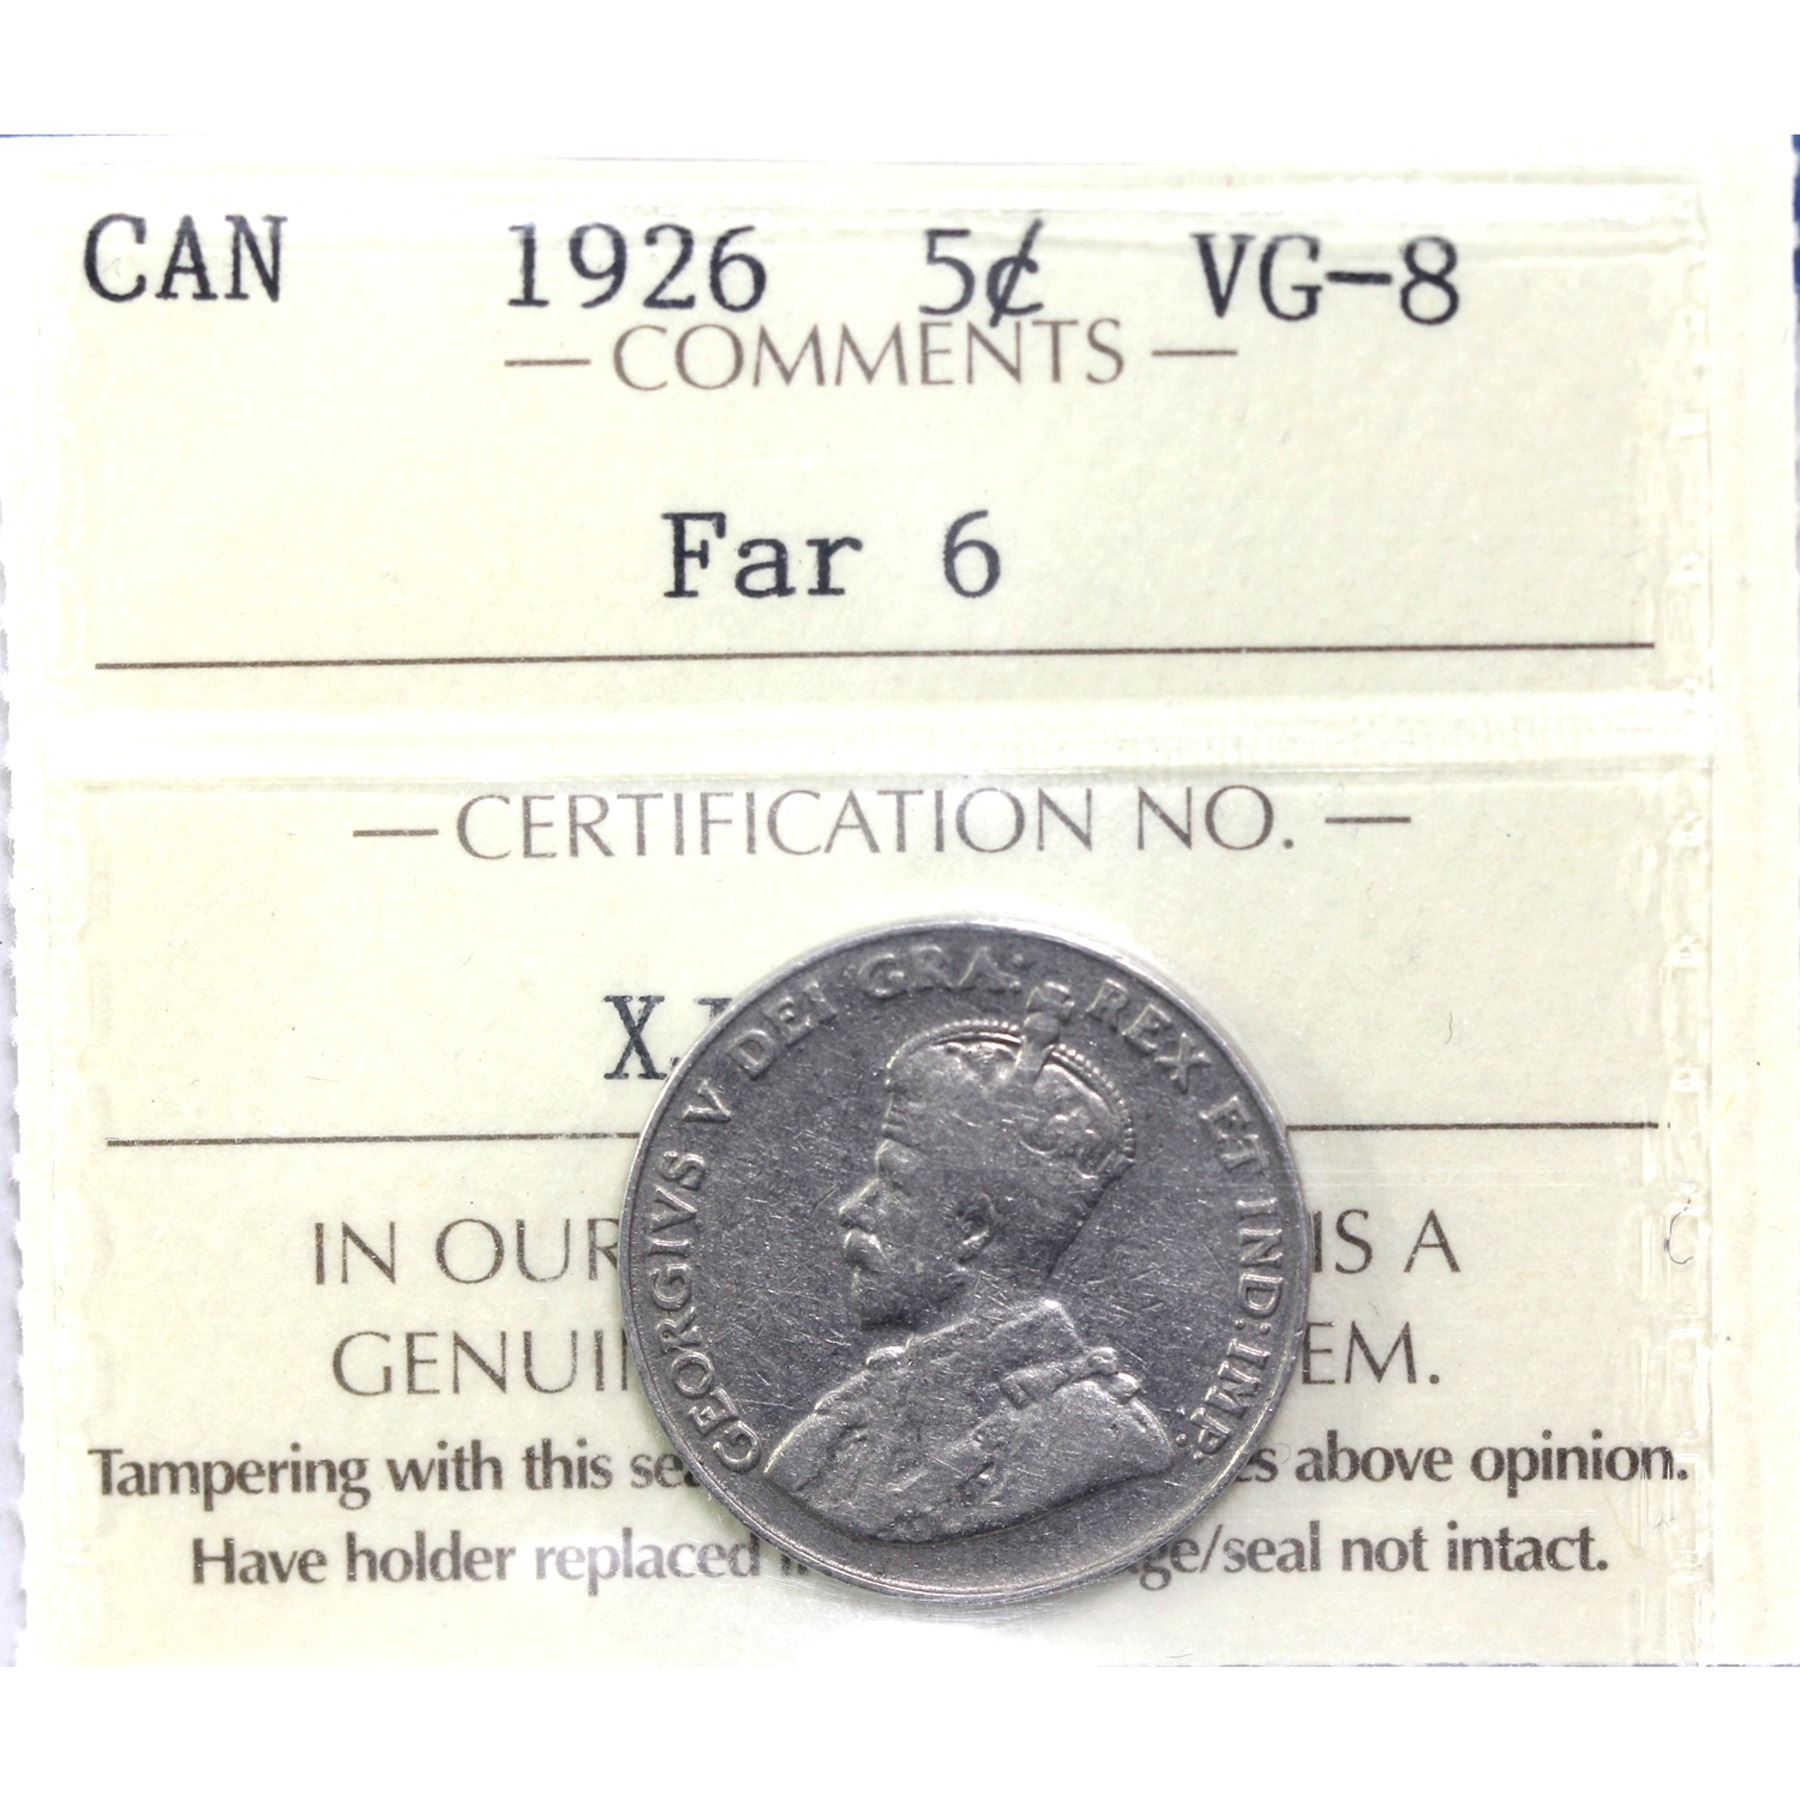 CAN 1926 5¢ VG-8
— COMMENTS —
Far 6
— CERTIFICATION NO. —
GEORGIVS V DEI GRA: REX ET IND: IMP:
IN OUR IS A
GENUI EM.
Tampering with this above opinion.
Have holder replaced ge/seal not intact.